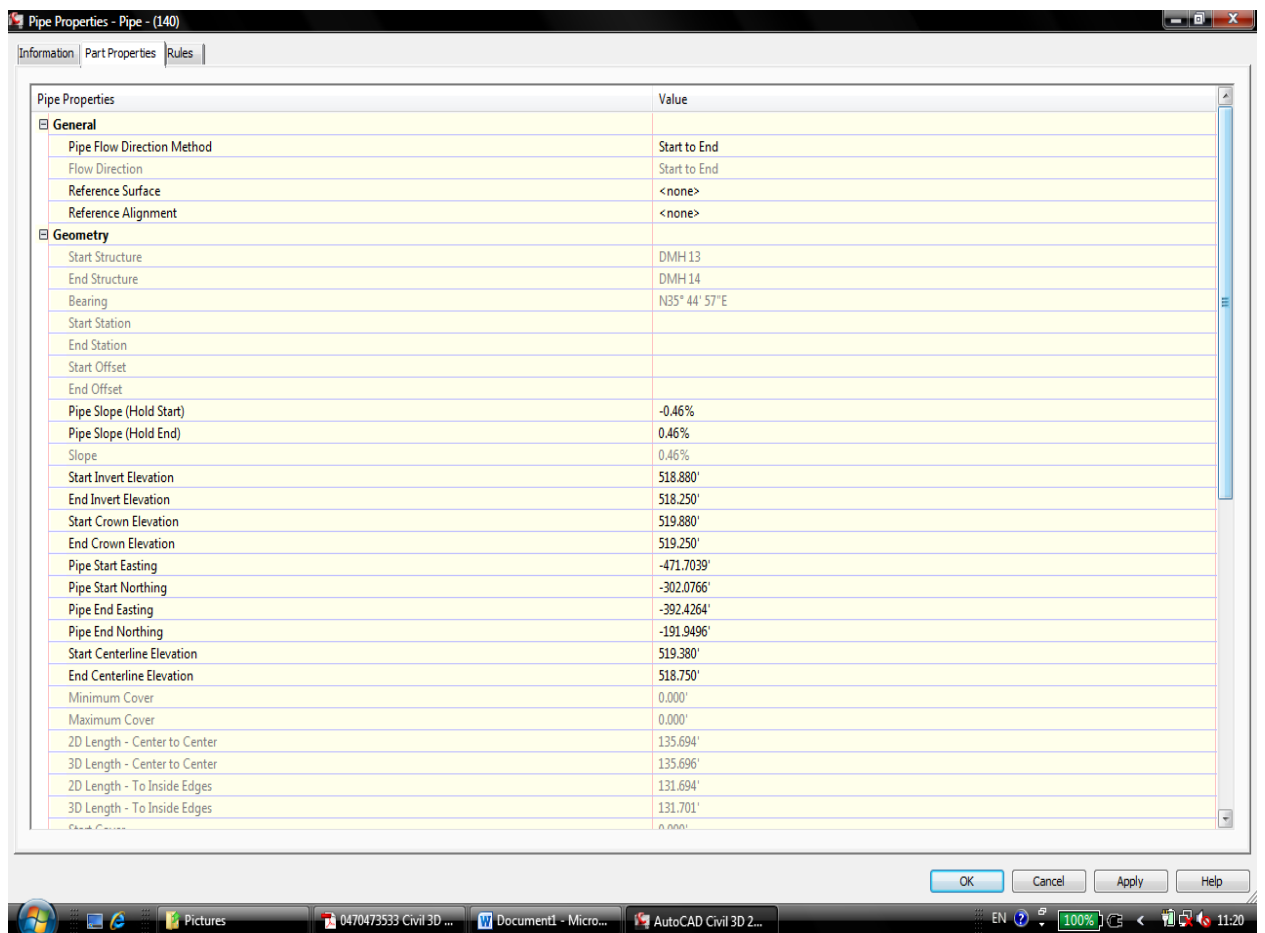 Pipe Properties - Pipe - (140)
Information Part Properties Rules
Pipe Properties Value
General
Pipe Flow Direction Method Start to End
Flow Direction Start to End
Reference Surface <none>
Reference Alignment <none>
Geometry
Start Structure DMH 13
End Structure DMH 14
Bearing N35° 44' 57"E
Start Station
End Station
Start Offset
End Offset
Pipe Slope (Hold Start) -0.46%
Pipe Slope (Hold End) 0.46%
Slope 0.46%
Start Invert Elevation 518.880'
End Invert Elevation 518.250'
Start Crown Elevation 519.880'
End Crown Elevation 519.250'
Pipe Start Easting -471.7039'
Pipe Start Northing -302.0766'
Pipe End Easting -392.4264'
Pipe End Northing -191.9496'
Start Centerline Elevation 519.380'
End Centerline Elevation 518.750'
Minimum Cover 0.000'
Maximum Cover 0.000'
2D Length - Center to Center 135.694'
3D Length - Center to Center 135.696'
2D Length - To Inside Edges 131.694'
3D Length - To Inside Edges 131.701'
Start Cover 0.000'
OK Cancel Apply Help
Pictures 0470473533 Civil 3D ... Document1 - Micro... AutoCAD Civil 3D 2... EN 100% 11:20